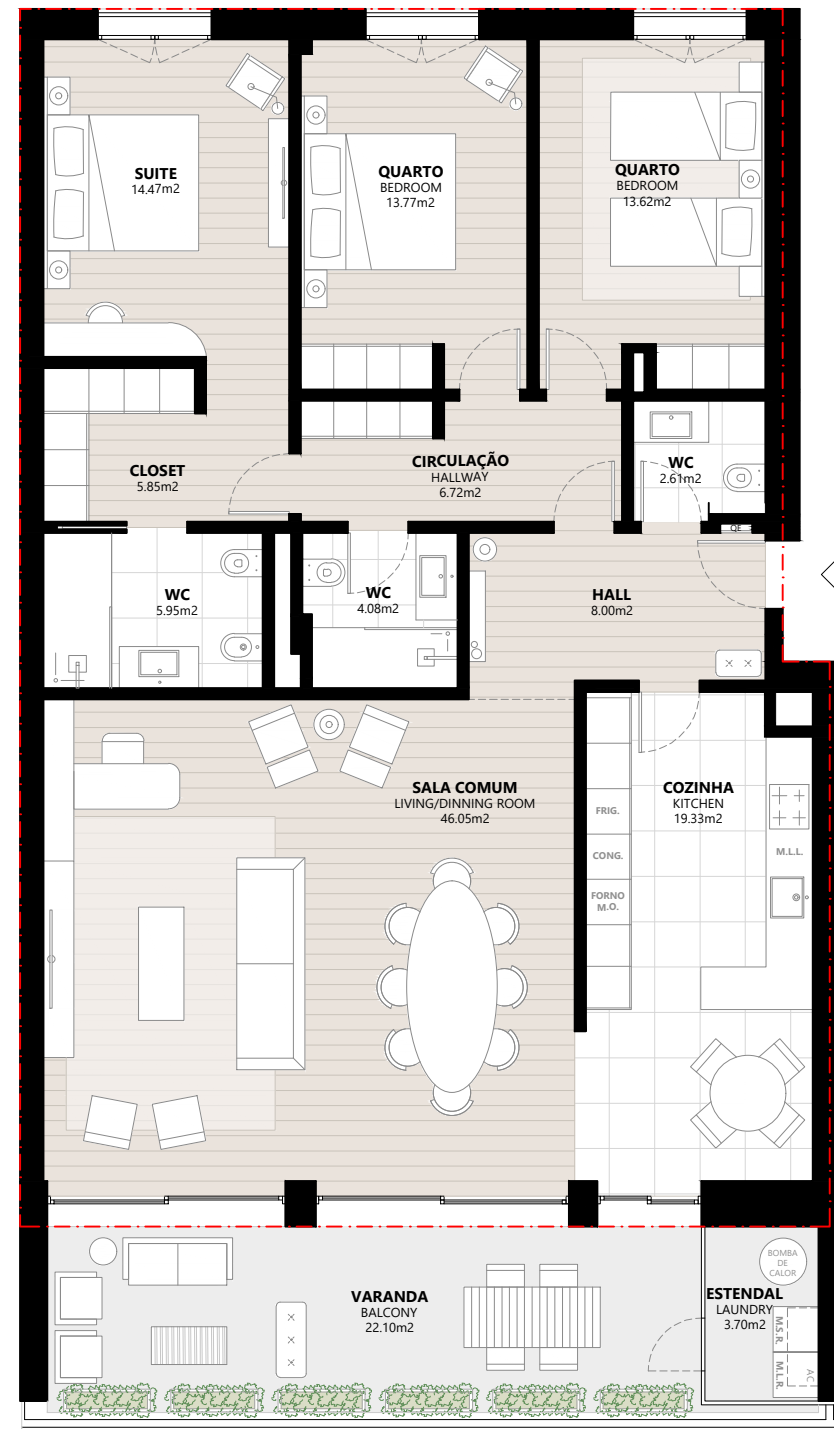 SUITE
14.47m2
QUARTO
BEDROOM
13.77m2
QUARTO
BEDROOM
13.62m2
CLOSET
5.85m2
CIRCULAÇÃO
HALLWAY
6.72m2
WC
2.61m2
QE
WC
5.95m2
WC
4.08m2
HALL
8.00m2
SALA COMUM
LIVING/DINNING ROOM
46.05m2
COZINHA
KITCHEN
19.33m2
FRIG.
CONG.
FORNO
M.O.
M.L.L.
VARANDA
BALCONY
22.10m2
BOMBA
DE
CALOR
ESTENDAL
LAUNDRY
3.70m2
M.S.R.
M.L.R.
AC